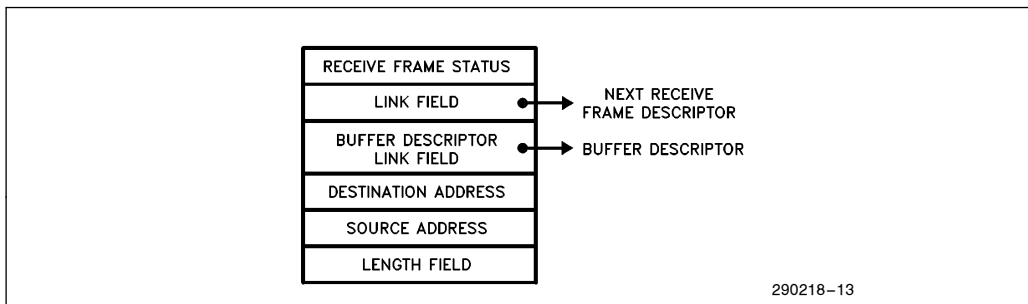 RECEIVE FRAME STATUS
LINK FIELD
NEXT RECEIVE
FRAME DESCRIPTOR
BUFFER DESCRIPTOR
LINK FIELD
BUFFER DESCRIPTOR
DESTINATION ADDRESS
SOURCE ADDRESS
LENGTH FIELD
290218–13